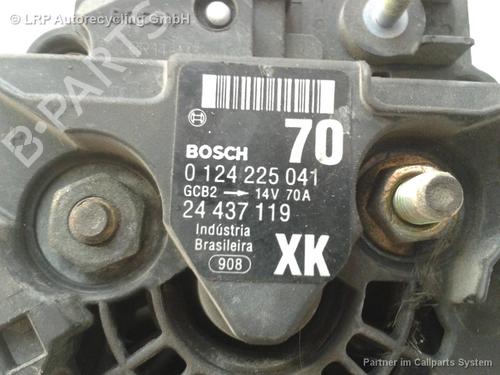 © LRP Autorecycling GmbH
B-PARTS
70
BOSCH
0 124 225 041
GCB2 → 14V 70A
24 437 119
Indústria
Brasileira
XK
908
Partner im Callparts System